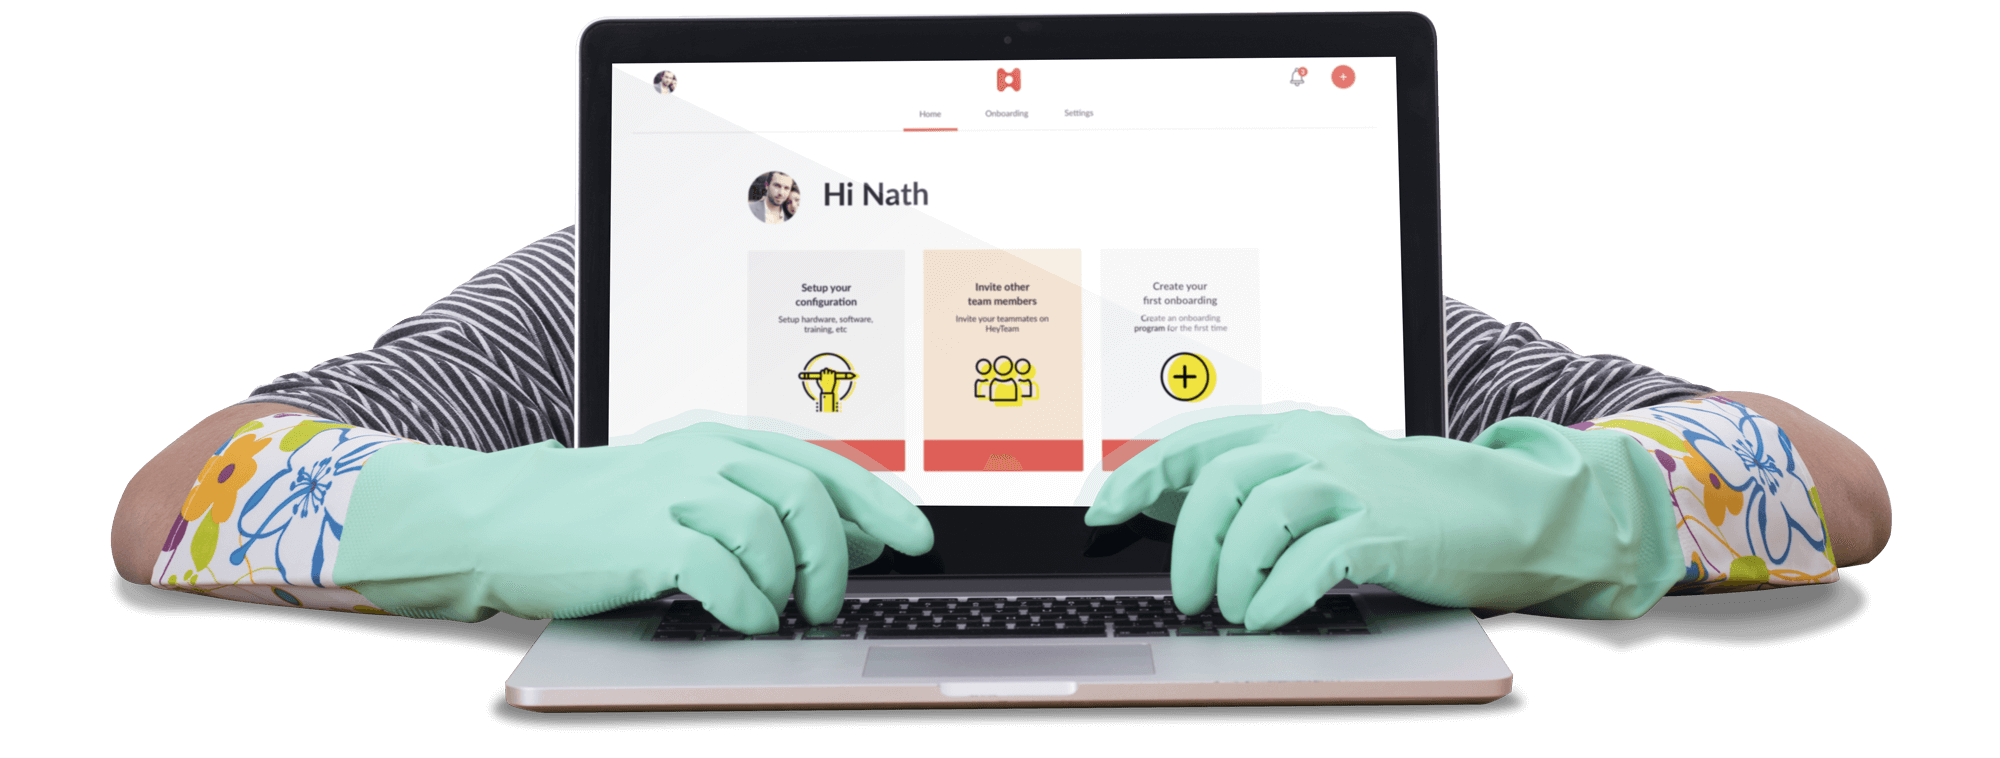 3
+
Home Onboarding Settings
Hi Nath
Setup your
configuration
Setup hardware, software,
training, etc
Invite other
team members
Invite your teammates on
HeyTeam
Create your
first onboarding
Create an onboarding
program for the first time